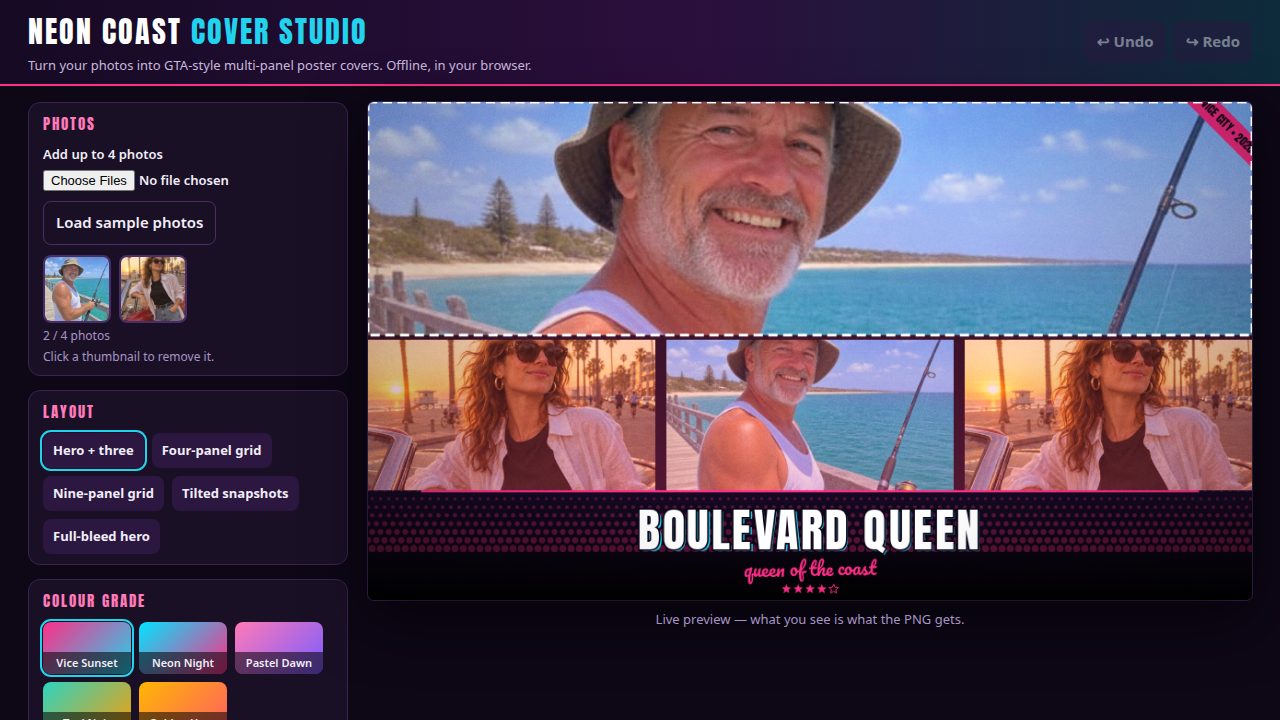 NEON COAST COVER STUDIO
Turn your photos into GTA-style multi-panel poster covers. Offline, in your browser.
↩ Undo
↪ Redo
PHOTOS
Add up to 4 photos
Choose Files No file chosen
Load sample photos
2 / 4 photos
Click a thumbnail to remove it.
LAYOUT
Hero + three
Four-panel grid
Nine-panel grid
Tilted snapshots
Full-bleed hero
COLOUR GRADE
Vice Sunset
Neon Night
Pastel Dawn
BOULEVARD QUEEN
queen of the coast
★★★★☆
Live preview — what you see is what the PNG gets.